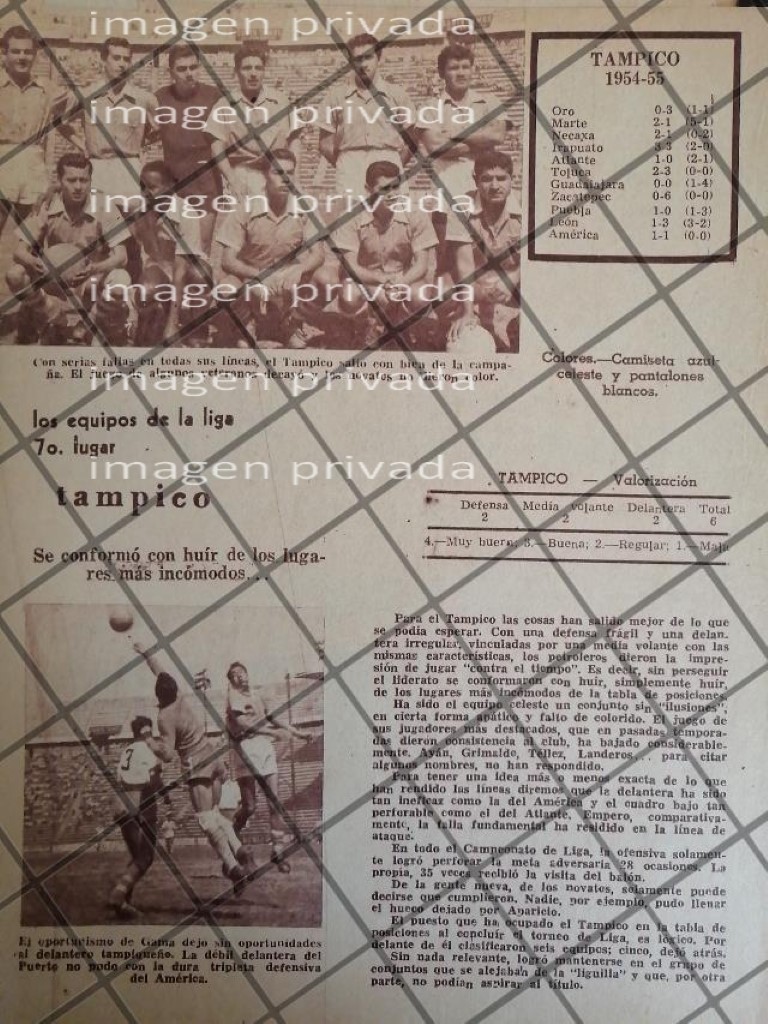 imagen privada
imagen privada
imagen privada
imagen privada
imagen privada
imagen privada
TAMPICO
1954-55
Oro 0-3 (1-1)
Marte 2-1 (5-1)
Necaxa 2-1 (0-2)
Irapuato 3-3 (2-0)
Atlante 1-0 (2-1)
Toluca 2-3 (0-0)
Guadalajara 0-0 (1-4)
Zacatepec 0-6 (0-0)
Puebla 1-0 (1-3)
León 1-3 (3-2)
América 1-1 (0-0)
Con serias fallas en todas sus líneas, el Tampico salió con bien de la campa-
ña. El juego de algunos veteranos decayó y los novatos no dieron color.
Colores.—Camiseta azul-
celeste y pantalones
blancos.
los equipos de la liga
7o. lugar
tampico
Se conformó con huír de los luga-
res más incómodos...
TAMPICO — Valorización
Defensa Media volante Delantera Total
2 2 2 6
4.—Muy buena; 3.—Buena; 2.—Regular; 1.—Mala
Para el Tampico las cosas han salido mejor de lo que
se podía esperar. Con una defensa frágil y una delan-
tera irregular, vinculadas por una media volante con las
mismas características, los petroleros dieron la impre-
sión de jugar "contra el tiempo". Es decir, sin perseguir
el liderato se conformaron con huír, simplemente huír,
de los lugares más incómodos de la tabla de posiciones.
Ha sido el equipo celeste un conjunto sin "ilusiones",
en cierta forma apático y falto de colorido. El juego de
sus jugadores más destacados, que en pasadas tempora-
das dieron consistencia al club, ha bajado considerable-
mente. Ayán, Grimaldo, Téllez, Landeros... para citar
algunos nombres, no han respondido.
Para tener una idea más o menos exacta de lo que
han rendido las líneas diremos que la delantera ha sido
tan ineficaz como la del América y el cuadro bajo tan
perforable como el del Atlante. Empero, comparativa-
mente, la falla fundamental ha residido en la línea de
ataque.
En todo el Campeonato de Liga, la ofensiva solamen-
te logró perforar la meta adversaria 28 ocasiones. La
propia, 35 veces recibió la visita del balón.
De la gente nueva, de los novatos, solamente puede
decirse que cumplieron. Nadie, por ejemplo, pudo llenar
el hueco dejado por Aparicio.
El puesto que ha ocupado el Tampico en la tabla de
posiciones al concluír el torneo de Liga, es lógico. Por
delante de él clasificaron seis equipos; cinco, dejó atrás.
Sin nada relevante, logró mantenerse en el grupo de
conjuntos que se alejaban de la "liguilla" y que, por otra
parte, no podían aspirar al título.
El oportunismo de Gama dejó sin oportunidades
al delantero tampiqueño. La débil delantera del
Puerto no pudo con la dura tripleta defensiva
del América.